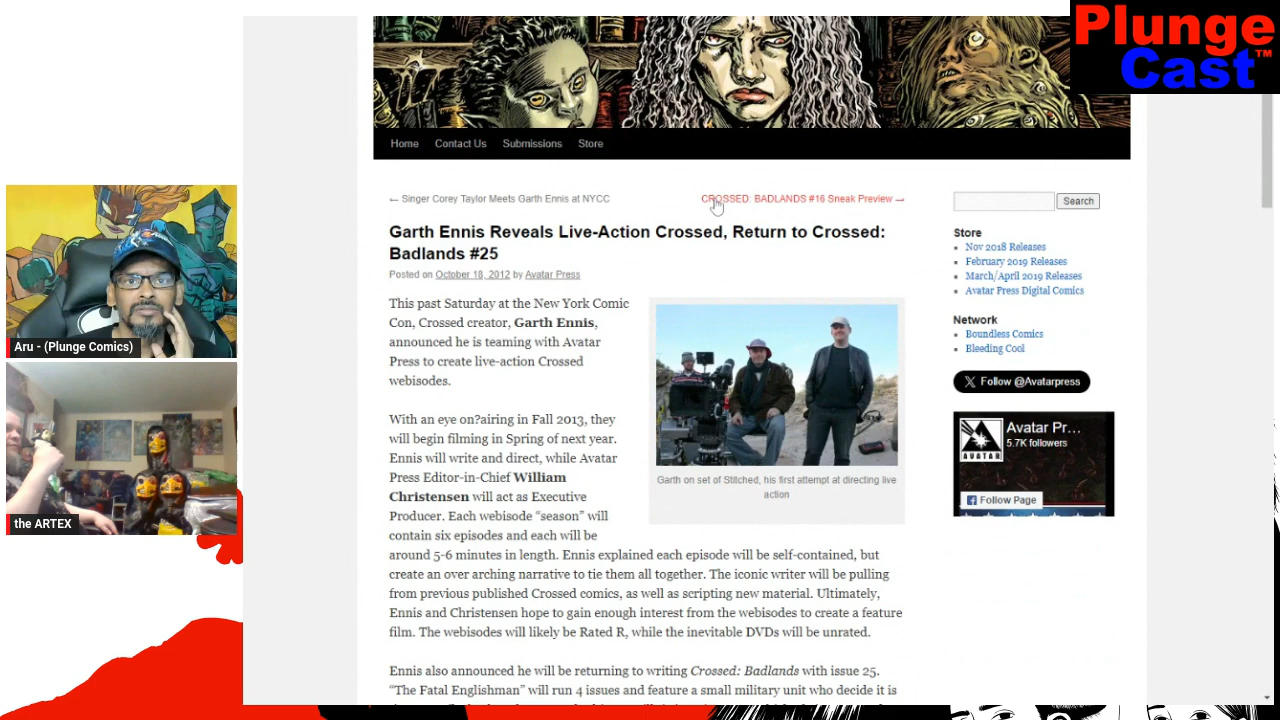 Plunge
Cast™
Home Contact Us Submissions Store
← Singer Corey Taylor Meets Garth Ennis at NYCC
CROSSED: BADLANDS #16 Sneak Preview →
Garth Ennis Reveals Live-Action Crossed, Return to Crossed:
Badlands #25
Posted on October 18, 2012 by Avatar Press
This past Saturday at the New York Comic
Con, Crossed creator, Garth Ennis,
announced he is teaming with Avatar
Press to create live-action Crossed
webisodes.
With an eye on?airing in Fall 2013, they
will begin filming in Spring of next year.
Ennis will write and direct, while Avatar
Press Editor-in-Chief William
Christensen will act as Executive
Producer. Each webisode “season” will
contain six episodes and each will be
around 5-6 minutes in length. Ennis explained each episode will be self-contained, but
create an over arching narrative to tie them all together. The iconic writer will be pulling
from previous published Crossed comics, as well as scripting new material. Ultimately,
Ennis and Christensen hope to gain enough interest from the webisodes to create a feature
film. The webisodes will likely be Rated R, while the inevitable DVDs will be unrated.
Ennis also announced he will be returning to writing Crossed: Badlands with issue 25.
“The Fatal Englishman” will run 4 issues and feature a small military unit who decide it is
Garth on set of Stitched, his first attempt at directing live
action
Search
Store
Nov 2018 Releases
February 2019 Releases
March/April 2019 Releases
Avatar Press Digital Comics
Network
Boundless Comics
Bleeding Cool
Follow @Avatarpress
Avatar Pr...
5.7K followers
AVATAR
Follow Page
Aru - (Plunge Comics)
the ARTEX